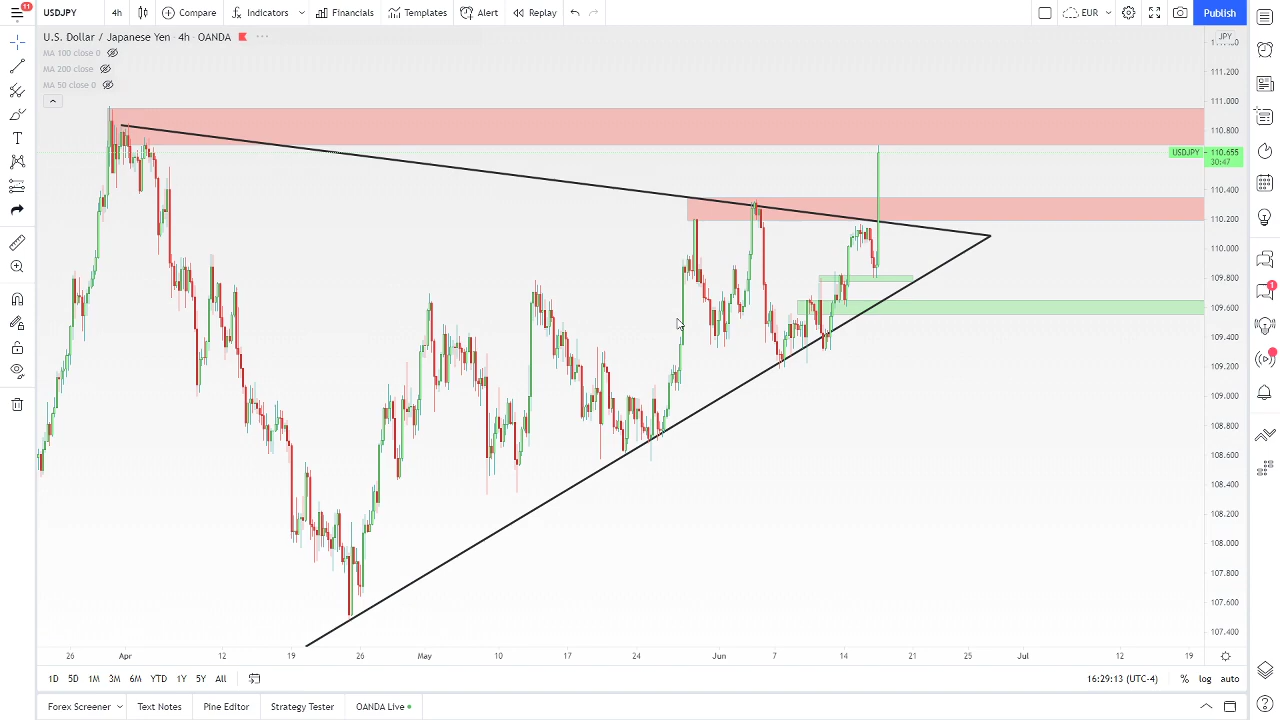 11
USDJPY 4h Compare Indicators Financials Templates Alert Replay EUR Publish
U.S. Dollar / Japanese Yen · 4h · OANDA
MA 100 close 0
MA 200 close
MA 50 close 0
JPY
111.200
111.000
110.800
USDJPY 110.655
30:47
110.400
110.200
110.000
109.800
109.600
109.400
109.200
109.000
108.800
108.600
108.400
108.200
108.000
107.800
107.600
107.400
26 Apr 12 19 26 May 10 17 24 Jun 7 14 21 25 Jul 12 19
1D 5D 1M 3M 6M YTD 1Y 5Y All 16:29:13 (UTC-4) % log auto
Forex Screener Text Notes Pine Editor Strategy Tester OANDA Live
1